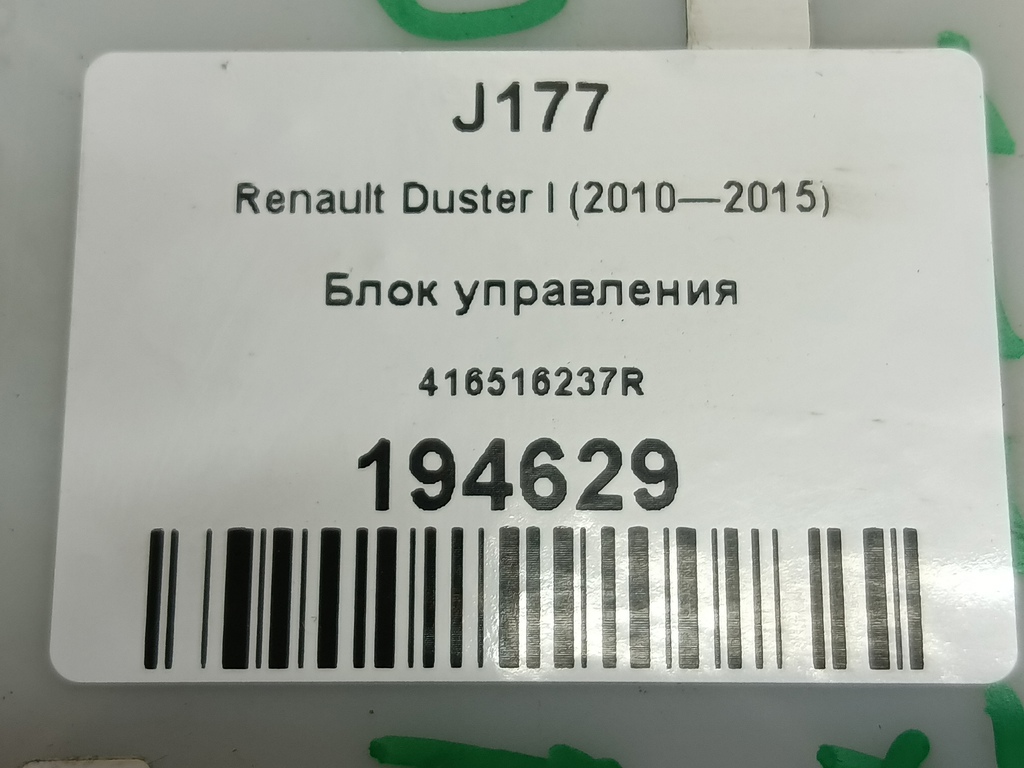 J177
Renault Duster I (2010—2015)
Блок управления
416516237R
194629